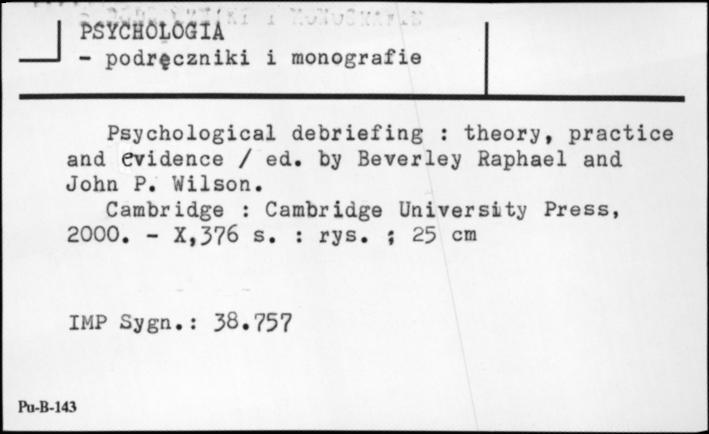 PSYCHOLOGIA
- podręczniki i monografie
Psychological debriefing : theory, practice
and evidence / ed. by Beverley Raphael and
John P. Wilson.
Cambridge : Cambridge University Press,
2000. - X,376 s. : rys. ; 25 cm
IMP Sygn.: 38.757
Pu-B-143